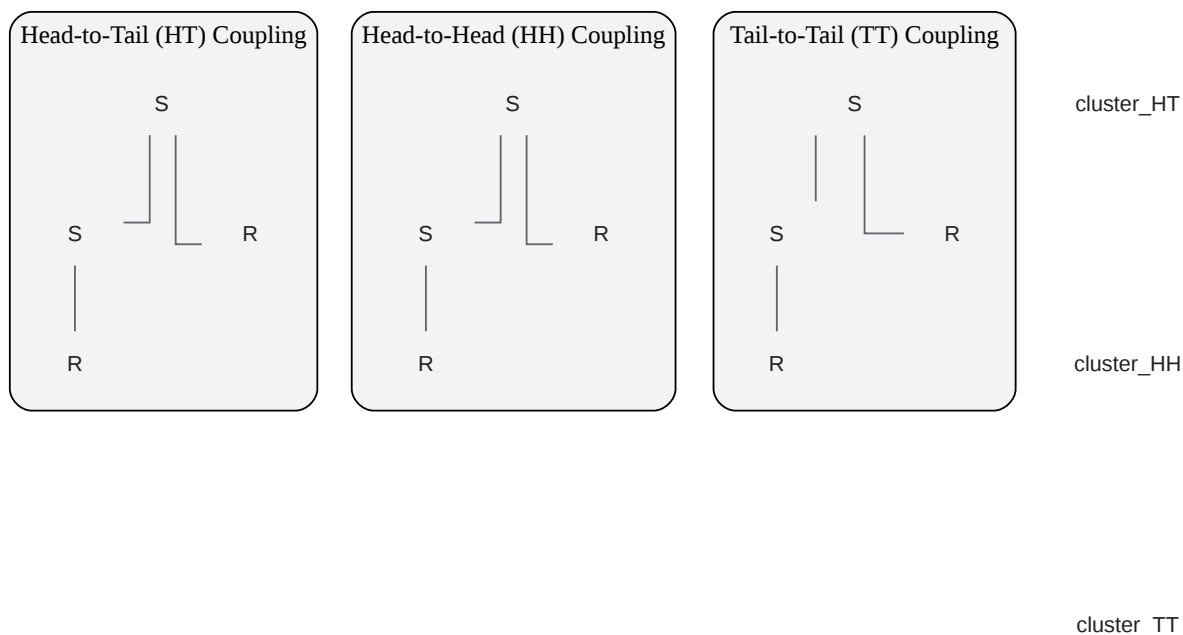 Head-to-Tail (HT) Coupling
S
S
R
R
Head-to-Head (HH) Coupling
S
S
R
R
Tail-to-Tail (TT) Coupling
S
S
R
R
cluster_HT
cluster_HH
cluster_TT